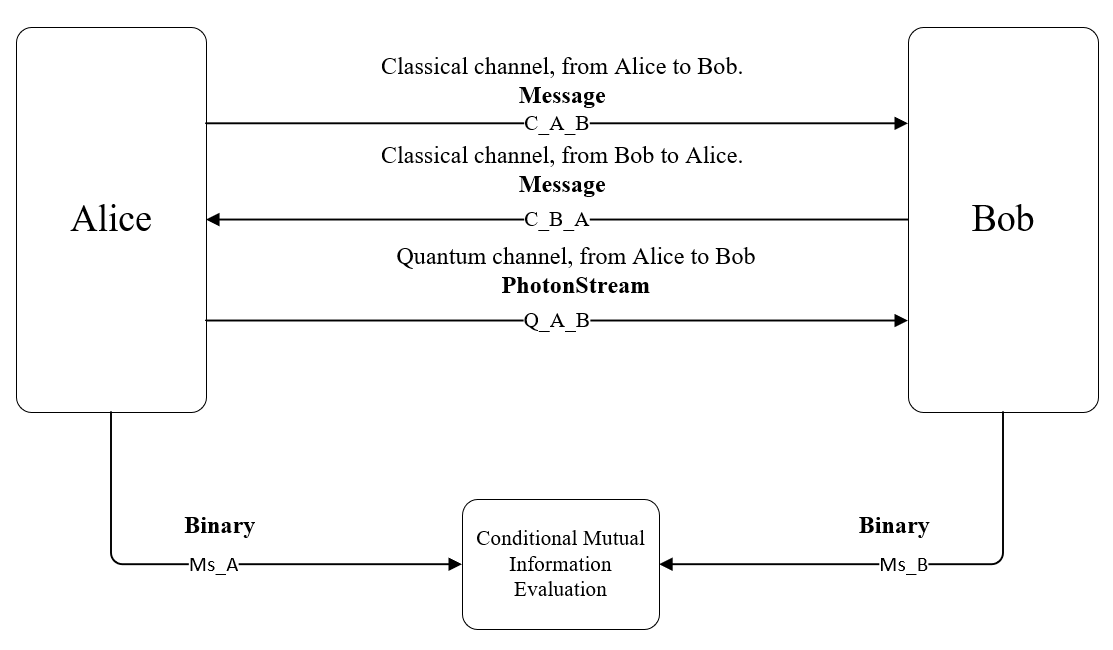 Classical channel, from Alice to Bob.
Message
C_A_B
Classical channel, from Bob to Alice.
Message
Alice
C_B_A
Bob
Quantum channel, from Alice to Bob
PhotonStream
Q_A_B
Binary
Ms_A
Conditional Mutual
Information
Evaluation
Binary
Ms_B